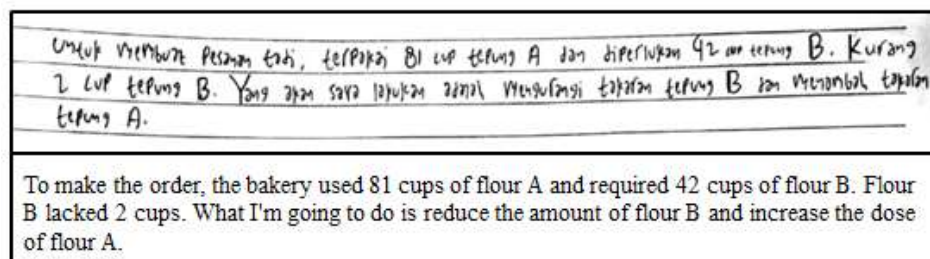 Untuk membuat pesanan tadi, terpakai 81 cup tepung A dan diperlukan 42 cup tepung B. Kurang
2 cup tepung B. Yang akan saya lakukan adalah mengurangi takaran tepung B dan menambah takaran
tepung A.
To make the order, the bakery used 81 cups of flour A and required 42 cups of flour B. Flour
B lacked 2 cups. What I'm going to do is reduce the amount of flour B and increase the dose
of flour A.